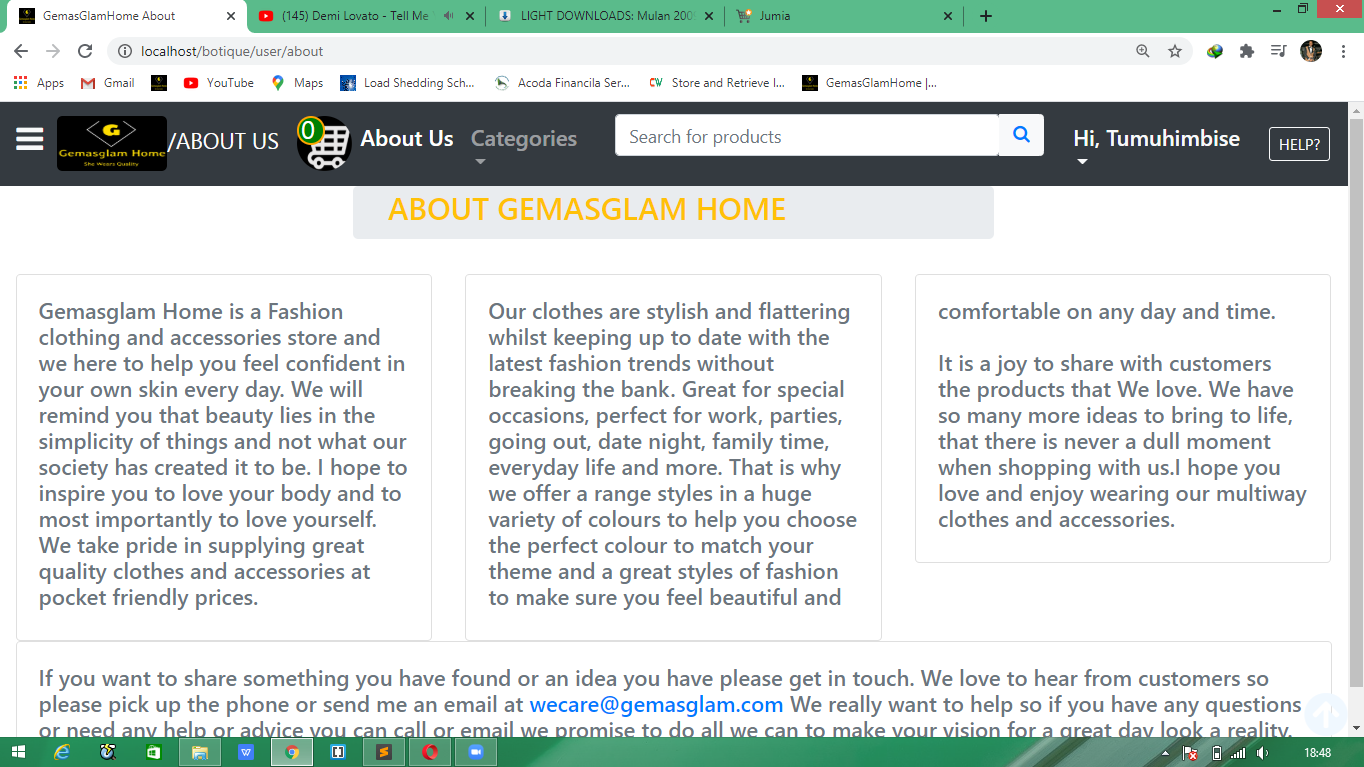 GemasGlamHome About
(145) Demi Lovato - Tell Me
LIGHT DOWNLOADS: Mulan 2009
Jumia
localhost/botique/user/about
Apps
Gmail
YouTube
Maps
Load Shedding Sch...
Acoda Financila Ser...
CW Store and Retrieve I...
GemasGlamHome |...
G
Gemasglam Home
She Wears Quality
/ABOUT US
0
About Us
Categories
Search for products
Hi, Tumuhimbise
HELP?
ABOUT GEMASGLAM HOME
Gemasglam Home is a Fashion
clothing and accessories store and
we here to help you feel confident in
your own skin every day. We will
remind you that beauty lies in the
simplicity of things and not what our
society has created it to be. I hope to
inspire you to love your body and to
most importantly to love yourself.
We take pride in supplying great
quality clothes and accessories at
pocket friendly prices.
Our clothes are stylish and flattering
whilst keeping up to date with the
latest fashion trends without
breaking the bank. Great for special
occasions, perfect for work, parties,
going out, date night, family time,
everyday life and more. That is why
we offer a range styles in a huge
variety of colours to help you choose
the perfect colour to match your
theme and a great styles of fashion
to make sure you feel beautiful and
comfortable on any day and time.
It is a joy to share with customers
the products that We love. We have
so many more ideas to bring to life,
that there is never a dull moment
when shopping with us.I hope you
love and enjoy wearing our multiway
clothes and accessories.
If you want to share something you have found or an idea you have please get in touch. We love to hear from customers so
please pick up the phone or send me an email at wecare@gemasglam.com We really want to help so if you have any questions
or need any help or advice you can call or email we promise to do all we can to make your vision for a great day look a reality.
18:48